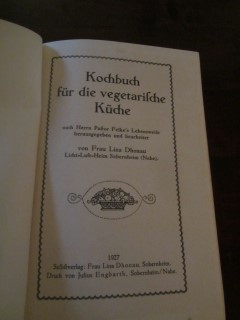 Kochbuch
für die vegetarische
Küche
nach Herrn Pastor Felke's Lebensweise
herausgegeben und bearbeitet
von Frau Lina Dhonau
Licht=Luft=Heim Sobernheim (Nahe).
1927
Selbstverlag: Frau Lina Dhonau, Sobernheim.
Druck von Julius Engbarth, Sobernheim/Nahe.